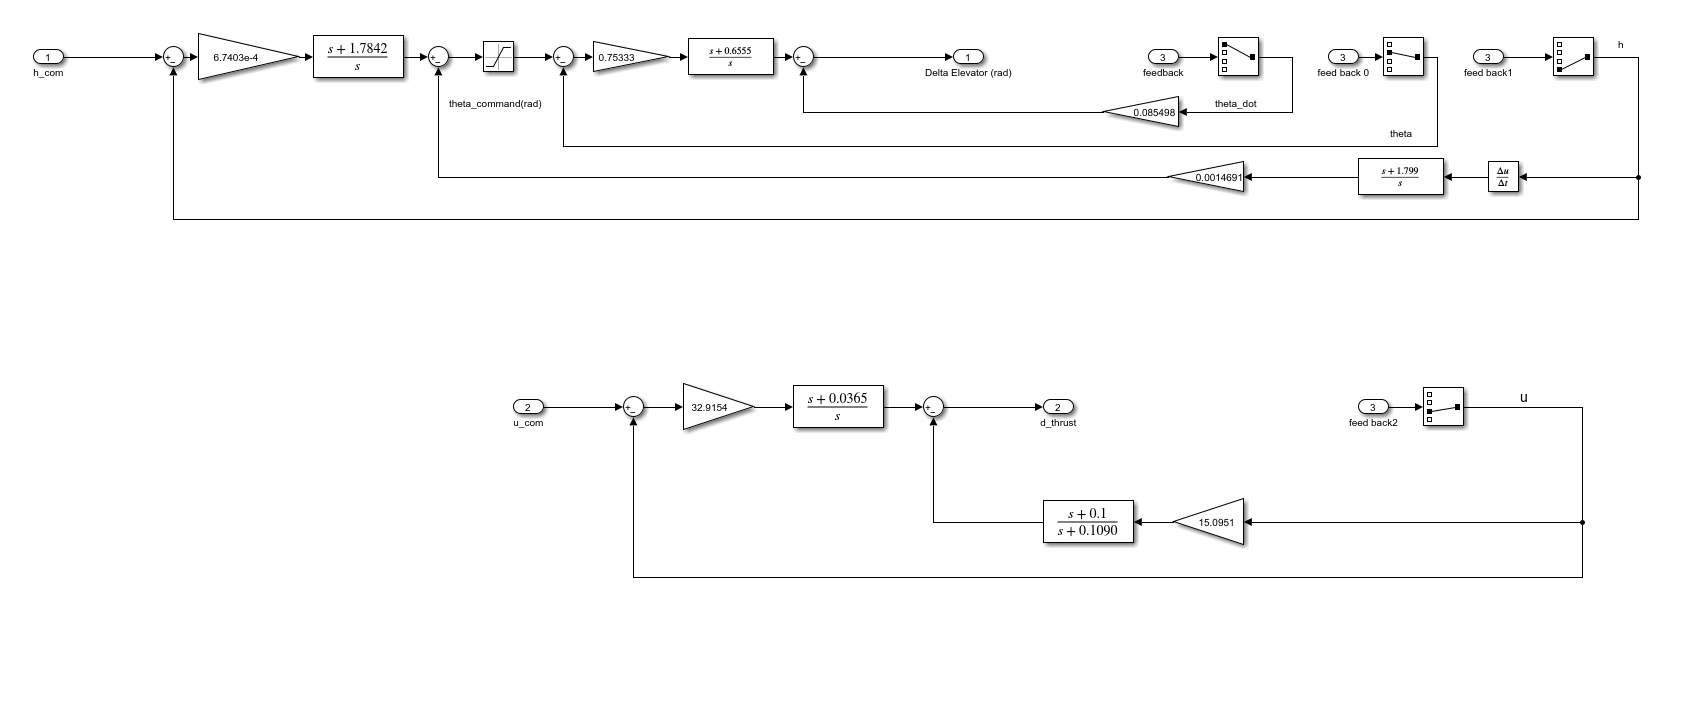 1
h_com
+_
6.7403e-4
s + 1.7842
s
+_
theta_command(rad)
+_
0.75333
s + 0.6555
s
+_
1
Delta Elevator (rad)
3
feedback
3
feed back 0
3
feed back1
h
0.085498
theta_dot
theta
0.0014691
s + 1.799
s
Δu
Δt
2
u_com
+_
32.9154
s + 0.0365
s
+_
2
d_thrust
3
feed back2
u
s + 0.1
s + 0.1090
15.0951